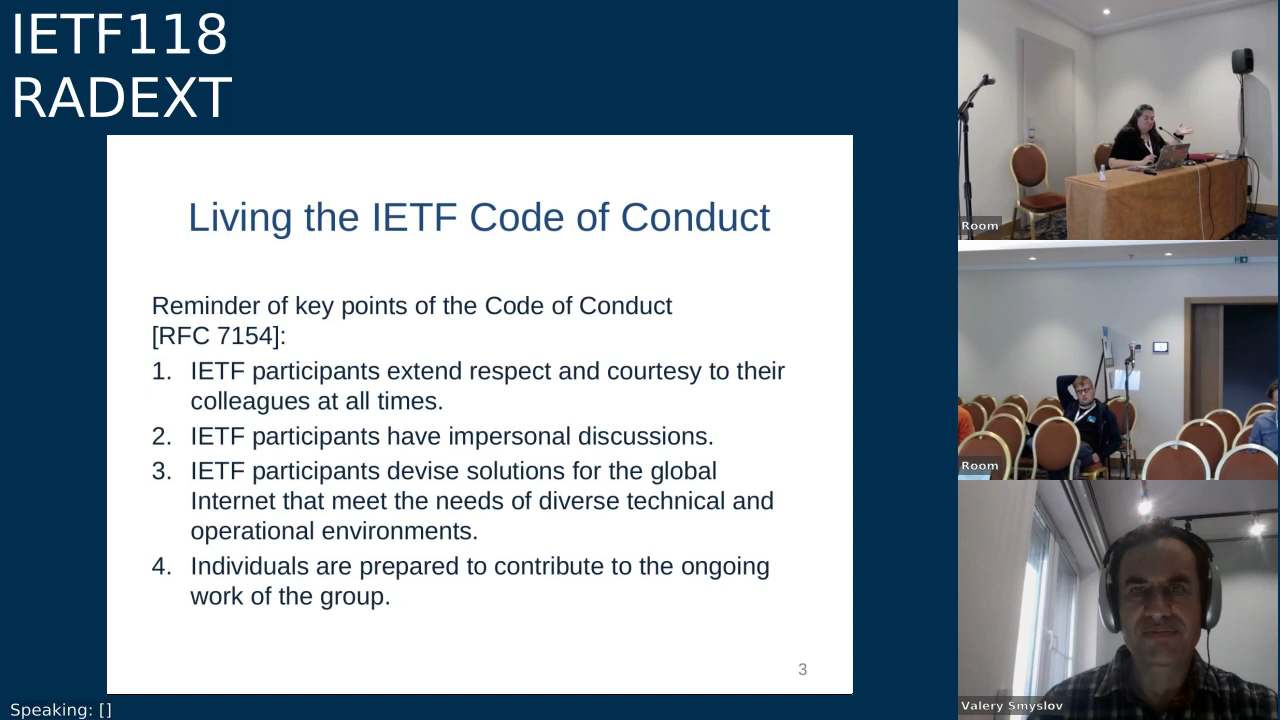 IETF118
RADEXT
Living the IETF Code of Conduct
Reminder of key points of the Code of Conduct
[RFC 7154]:
1. IETF participants extend respect and courtesy to their
colleagues at all times.
2. IETF participants have impersonal discussions.
3. IETF participants devise solutions for the global
Internet that meet the needs of diverse technical and
operational environments.
4. Individuals are prepared to contribute to the ongoing
work of the group.
3
Speaking: []
Room
Room
Valery Smyslov